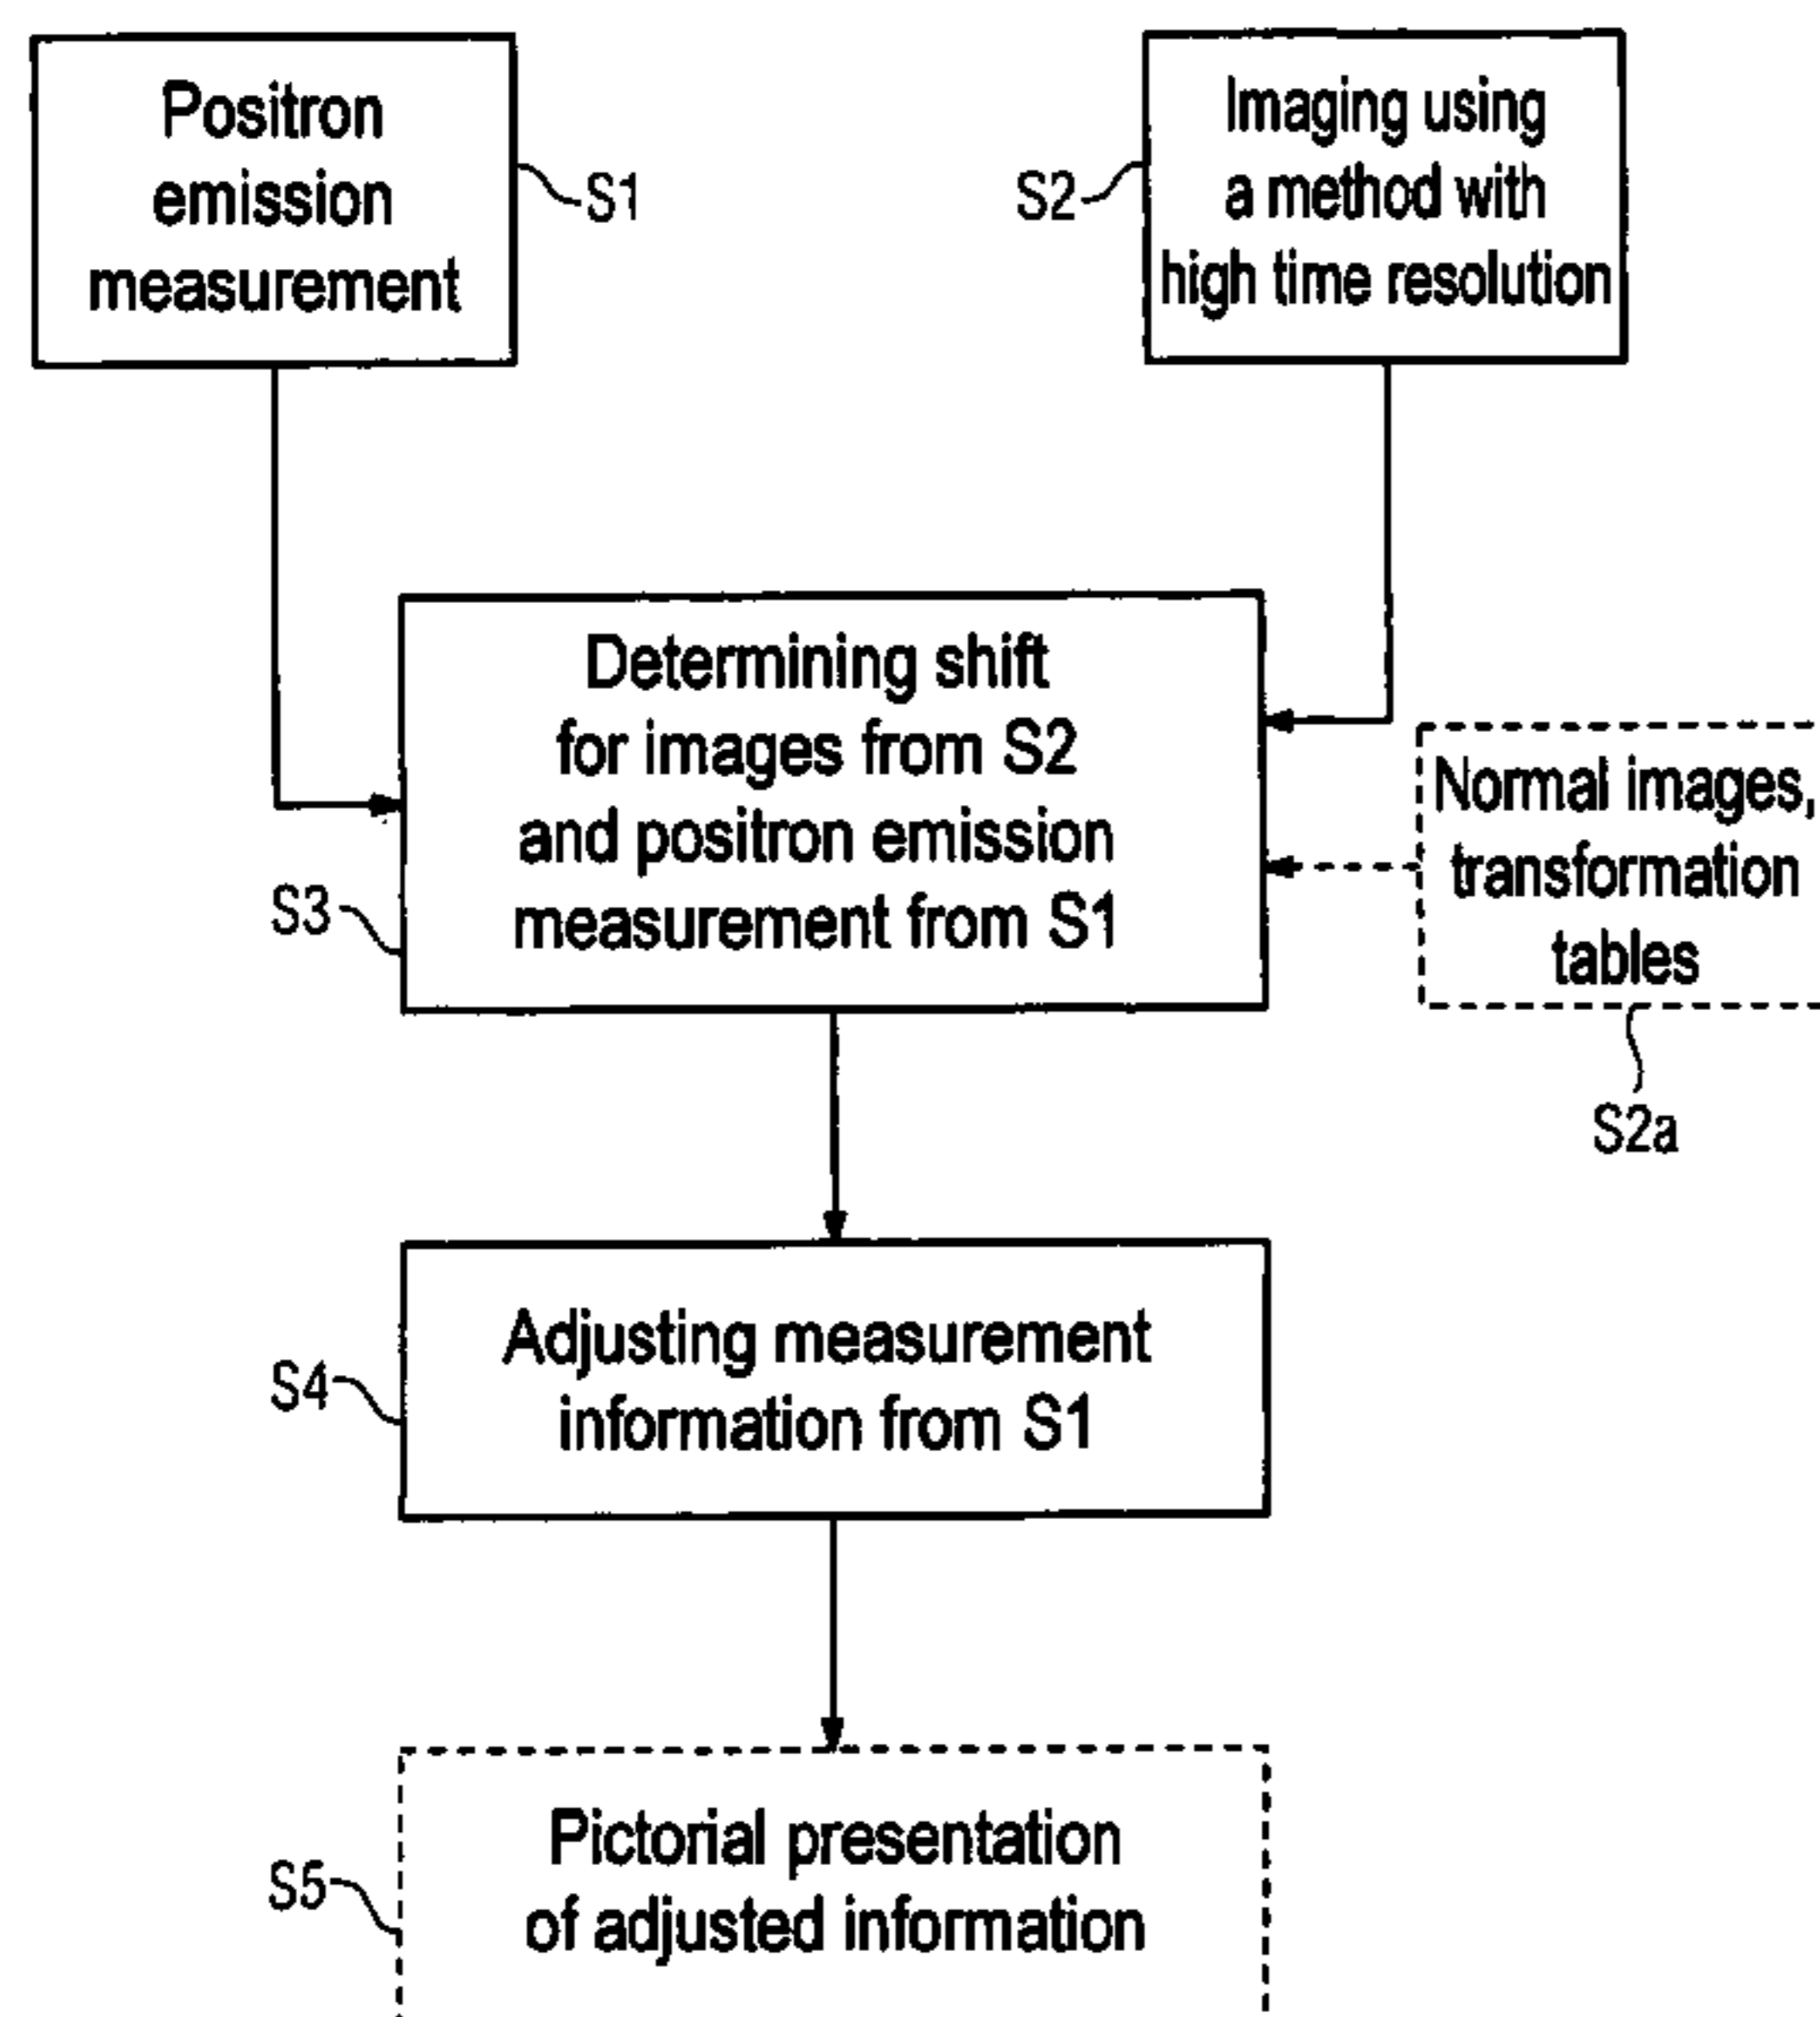 Positron
emission
measurement
S1
S2
Imaging using
a method with
high time resolution
Determining shift
for images from S2
and positron emission
measurement from S1
S3
Normal images,
transformation
tables
S2a
Adjusting measurement
information from S1
S4
Pictorial presentation
of adjusted information
S5